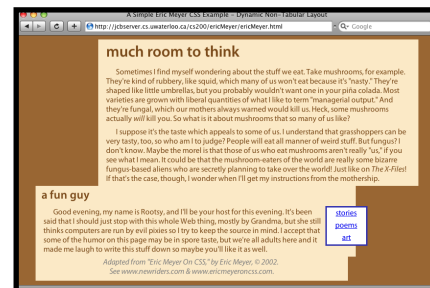 A Simple Eric Meyer CSS Example - Dynamic Non-Tabular Layout
http://jcbserver.cs.uwaterloo.ca/cs200/ericMeyer/ericMeyer.html
Google
much room to think
Sometimes I find myself wondering about the stuff we eat. Take mushrooms, for example.
They're kind of rubbery, like squid, which many of us won't eat because it's "nasty." They're
shaped like little umbrellas, but you probably wouldn't want one in your piña colada. Most
varieties are grown with liberal quantities of what I like to term "managerial output." And
they're fungal, which our mothers always warned would kill us. Heck, some mushrooms
actually will kill you. So what is it about mushrooms that so many of us like?
I suppose it's the taste which appeals to some of us. I understand that grasshoppers can be
very tasty, too, so who am I to judge? People will eat all manner of weird stuff. But fungus? I
don't know. Maybe the morel is that those of us who eat mushrooms aren't really "us," if you
see what I mean. It could be that the mushroom-eaters of the world are really some bizarre
fungus-based aliens who are secretly planning to take over the world! Just like on The X-Files!
If that's the case, though, I wonder when I'll get my instructions from the mothership.
a fun guy
Good evening, my name is Rootsy, and I'll be your host for this evening. It's been
said that I should just stop with this whole Web thing, mostly by Grandma, but she still
thinks computers are run by evil pixies so I try to keep the source in mind. I accept that
some of the humor on this page may be in spore taste, but we're all adults here and it
made me laugh to write this stuff down so maybe you'll like it as well.
stories
poems
art
Adapted from "Eric Meyer On CSS," by Eric Meyer, © 2002.
See www.newriders.com & www.ericmeyeroncss.com.